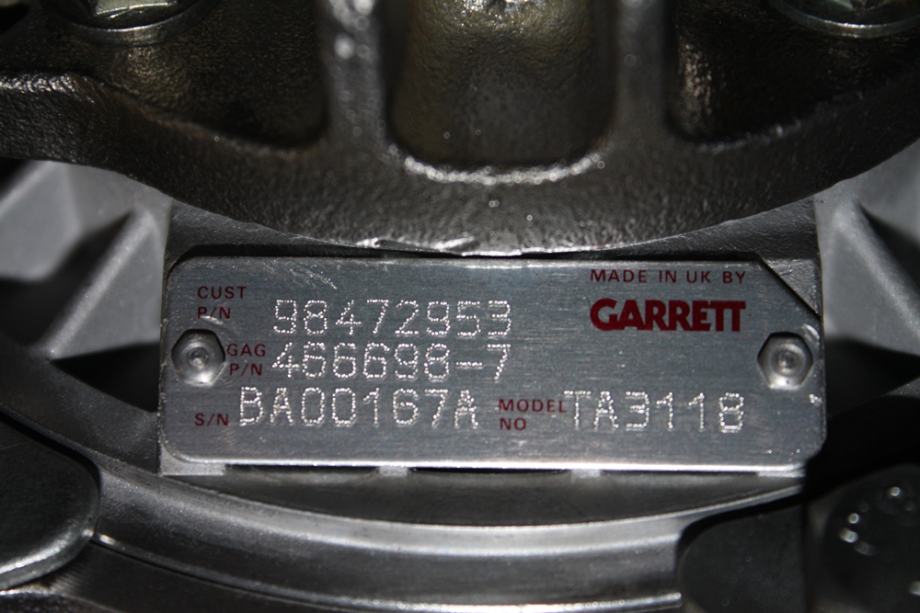 MADE IN UK BY
GARRETT
CUST P/N 98472953
GAG P/N 466698-7
S/N BA00167A MODEL NO TA3118